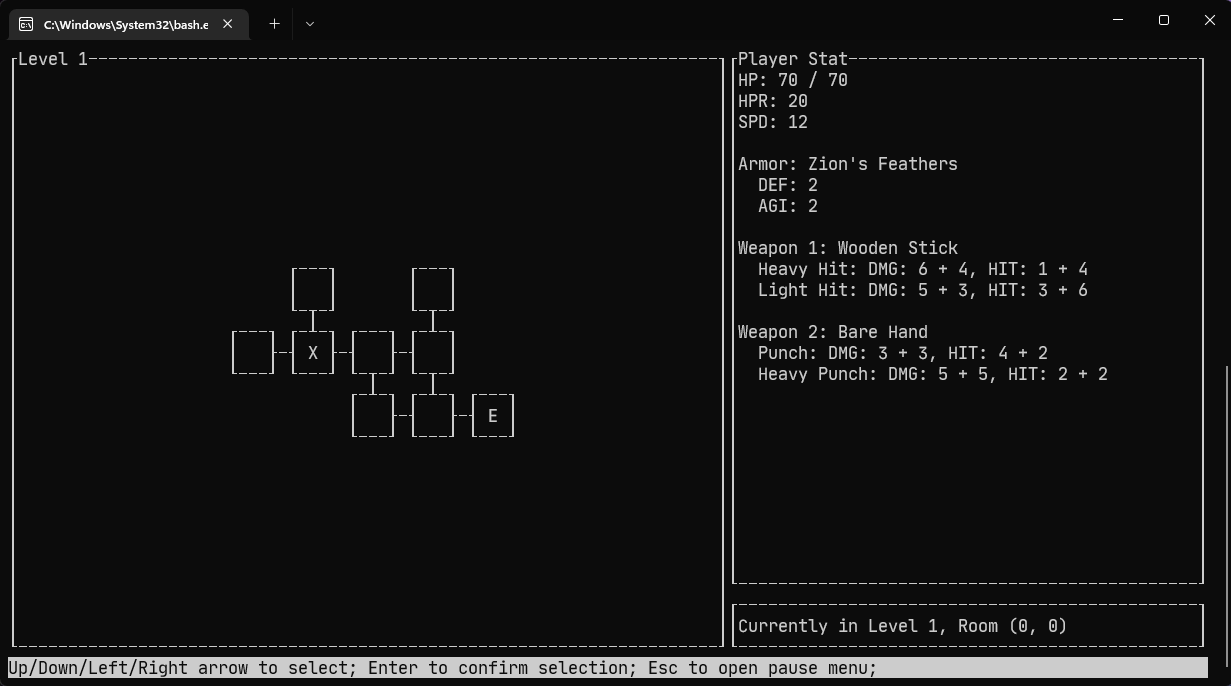 C:\Windows\System32\bash.e
Level 1
X
E
Player Stat
HP: 70 / 70
HPR: 20
SPD: 12
Armor: Zion's Feathers
DEF: 2
AGI: 2
Weapon 1: Wooden Stick
Heavy Hit: DMG: 6 + 4, HIT: 1 + 4
Light Hit: DMG: 5 + 3, HIT: 3 + 6
Weapon 2: Bare Hand
Punch: DMG: 3 + 3, HIT: 4 + 2
Heavy Punch: DMG: 5 + 5, HIT: 2 + 2
Currently in Level 1, Room (0, 0)
Up/Down/Left/Right arrow to select; Enter to confirm selection; Esc to open pause menu;